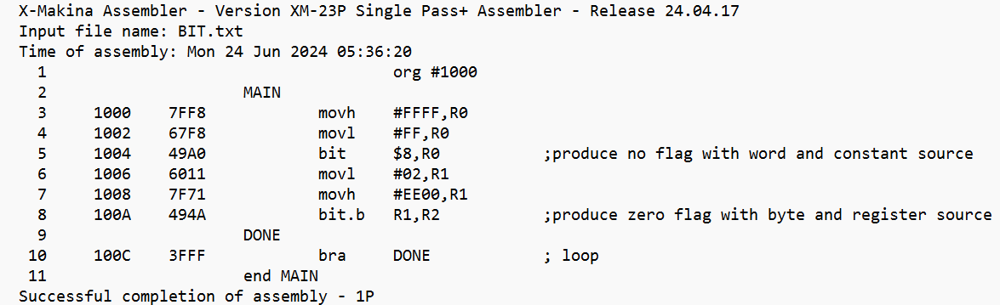 X-Makina Assembler - Version XM-23P Single Pass+ Assembler - Release 24.04.17
Input file name: BIT.txt
Time of assembly: Mon 24 Jun 2024 05:36:20
1 org #1000
2 MAIN
3 1000 7FF8 movh #FFFF,R0
4 1002 67F8 movl #FF,R0
5 1004 49A0 bit $8,R0 ;produce no flag with word and constant source
6 1006 6011 movl #02,R1
7 1008 7F71 movh #EE00,R1
8 100A 494A bit.b R1,R2 ;produce zero flag with byte and register source
9 DONE
10 100C 3FFF bra DONE ; loop
11 end MAIN
Successful completion of assembly - 1P